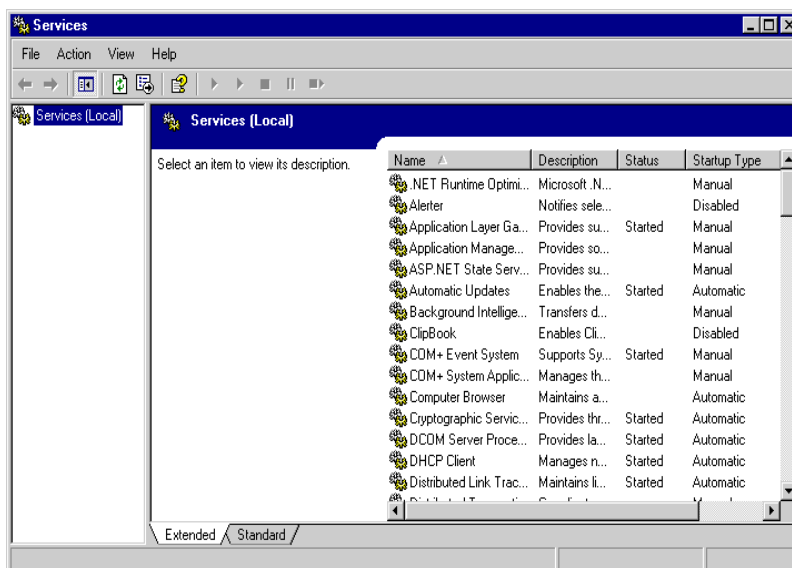 Services
File Action View Help
Services (Local)
Services (Local)
Select an item to view its description.
Name Description Status Startup Type
.NET Runtime Optimi... Microsoft .N... Manual
Alerter Notifies sele... Disabled
Application Layer Ga... Provides su... Started Manual
Application Manage... Provides so... Manual
ASP.NET State Serv... Provides su... Manual
Automatic Updates Enables the... Started Automatic
Background Intellige... Transfers d... Manual
ClipBook Enables Cli... Disabled
COM+ Event System Supports Sy... Started Manual
COM+ System Applic... Manages th... Manual
Computer Browser Maintains a... Automatic
Cryptographic Servic... Provides thr... Started Automatic
DCOM Server Proce... Provides la... Started Automatic
DHCP Client Manages n... Started Automatic
Distributed Link Trac... Maintains li... Started Automatic
Extended Standard